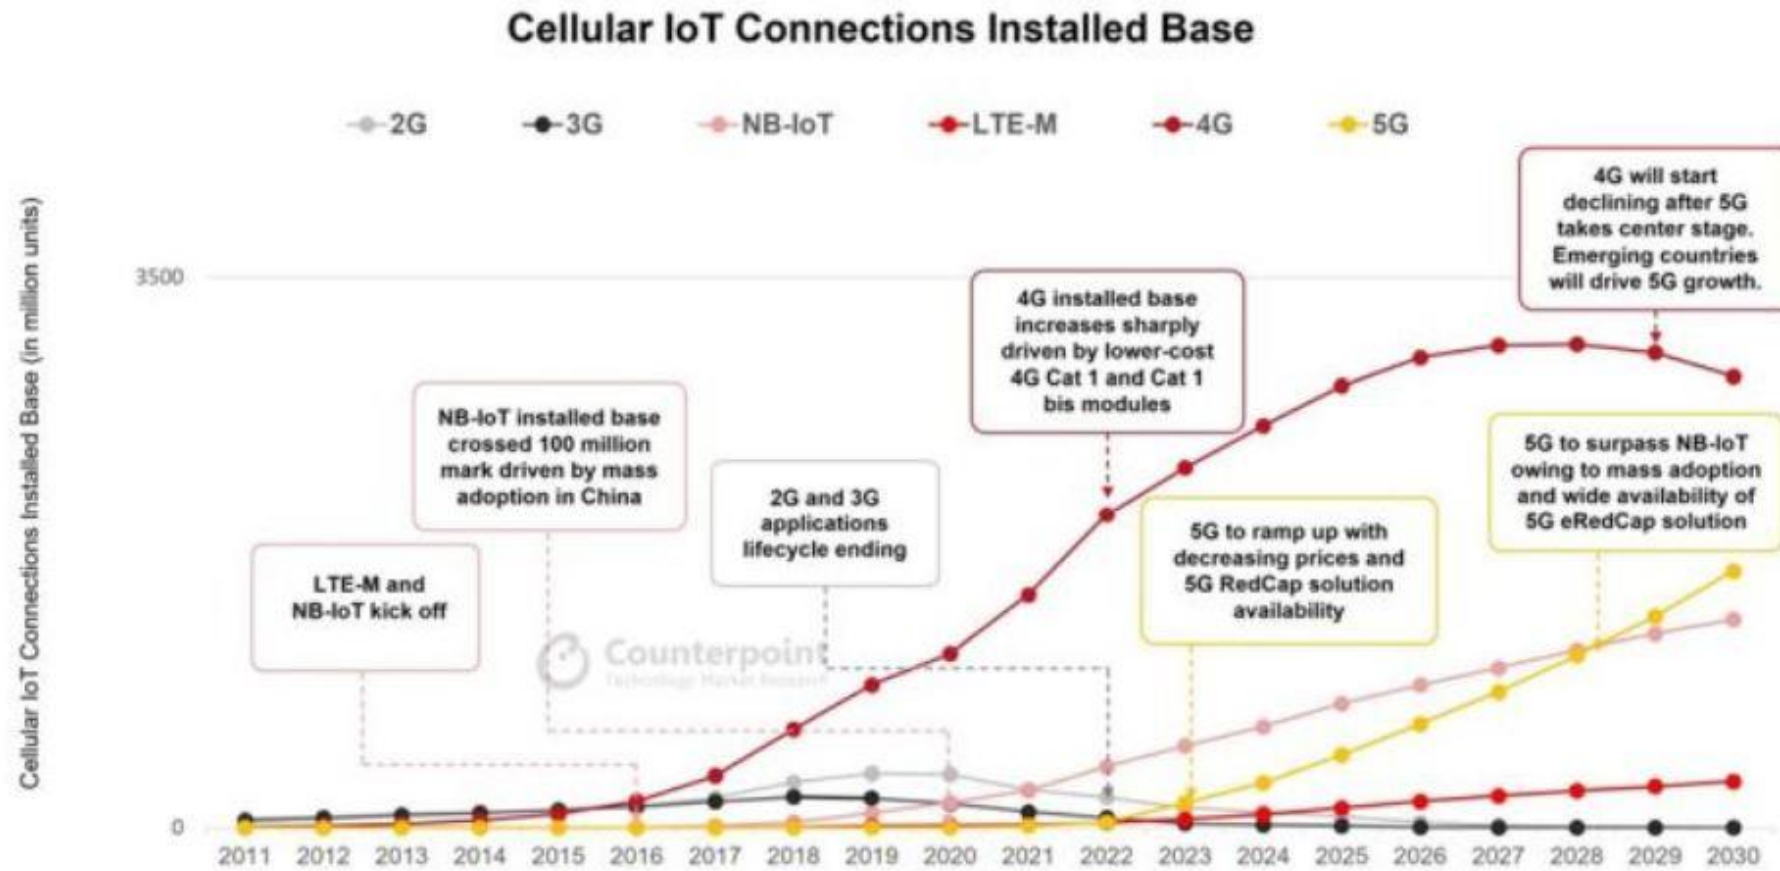 Cellular IoT Connections Installed Base
2G
3G
NB-IoT
LTE-M
4G
5G
Cellular IoT Connections Installed Base (in million units)
3500
0
4G will start
declining after 5G
takes center stage.
Emerging countries
will drive 5G growth.
4G installed base
increases sharply
driven by lower-cost
4G Cat 1 and Cat 1
bis modules
NB-IoT installed base
crossed 100 million
mark driven by mass
adoption in China
5G to surpass NB-IoT
owing to mass adoption
and wide availability of
5G eRedCap solution
2G and 3G
applications
lifecycle ending
5G to ramp up with
decreasing prices and
5G RedCap solution
availability
LTE-M and
NB-IoT kick off
Counterpoint
Technology Market Research
2011 2012 2013 2014 2015 2016 2017 2018 2019 2020 2021 2022 2023 2024 2025 2026 2027 2028 2029 2030